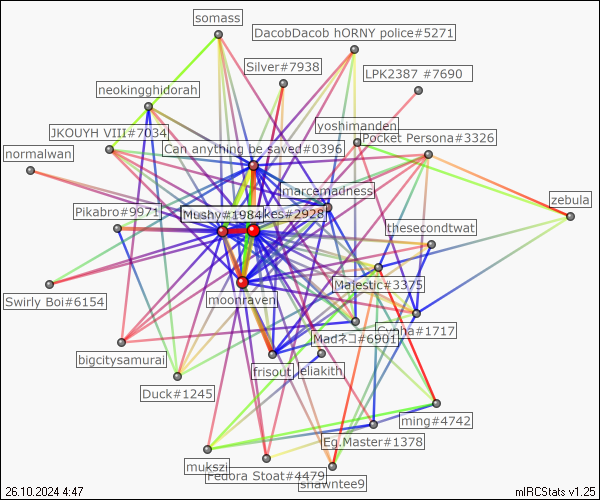 somass
DacobDacob hORNY police#5271
Silver#7938
LPK2387 #7690
neokingghidorah
yoshimanden
JKOUYH VIII#7034
Pocket Persona#3326
Can anything be saved#0396
normalwan
marcemadness
zebula
Pikabro#9971
Mushy#1984
kes#2928
thesecondtwat
Majestic#3375
Swirly Boi#6154
moonraven
Cypha#1717
Madネコ#6901
bigcitysamurai
frisout
eliakith
Duck#1245
ming#4742
Eg.Master#1378
mukszi
Fedora Stoat#4479
shawntee9
26.10.2024 4:47
mIRCStats v1.25